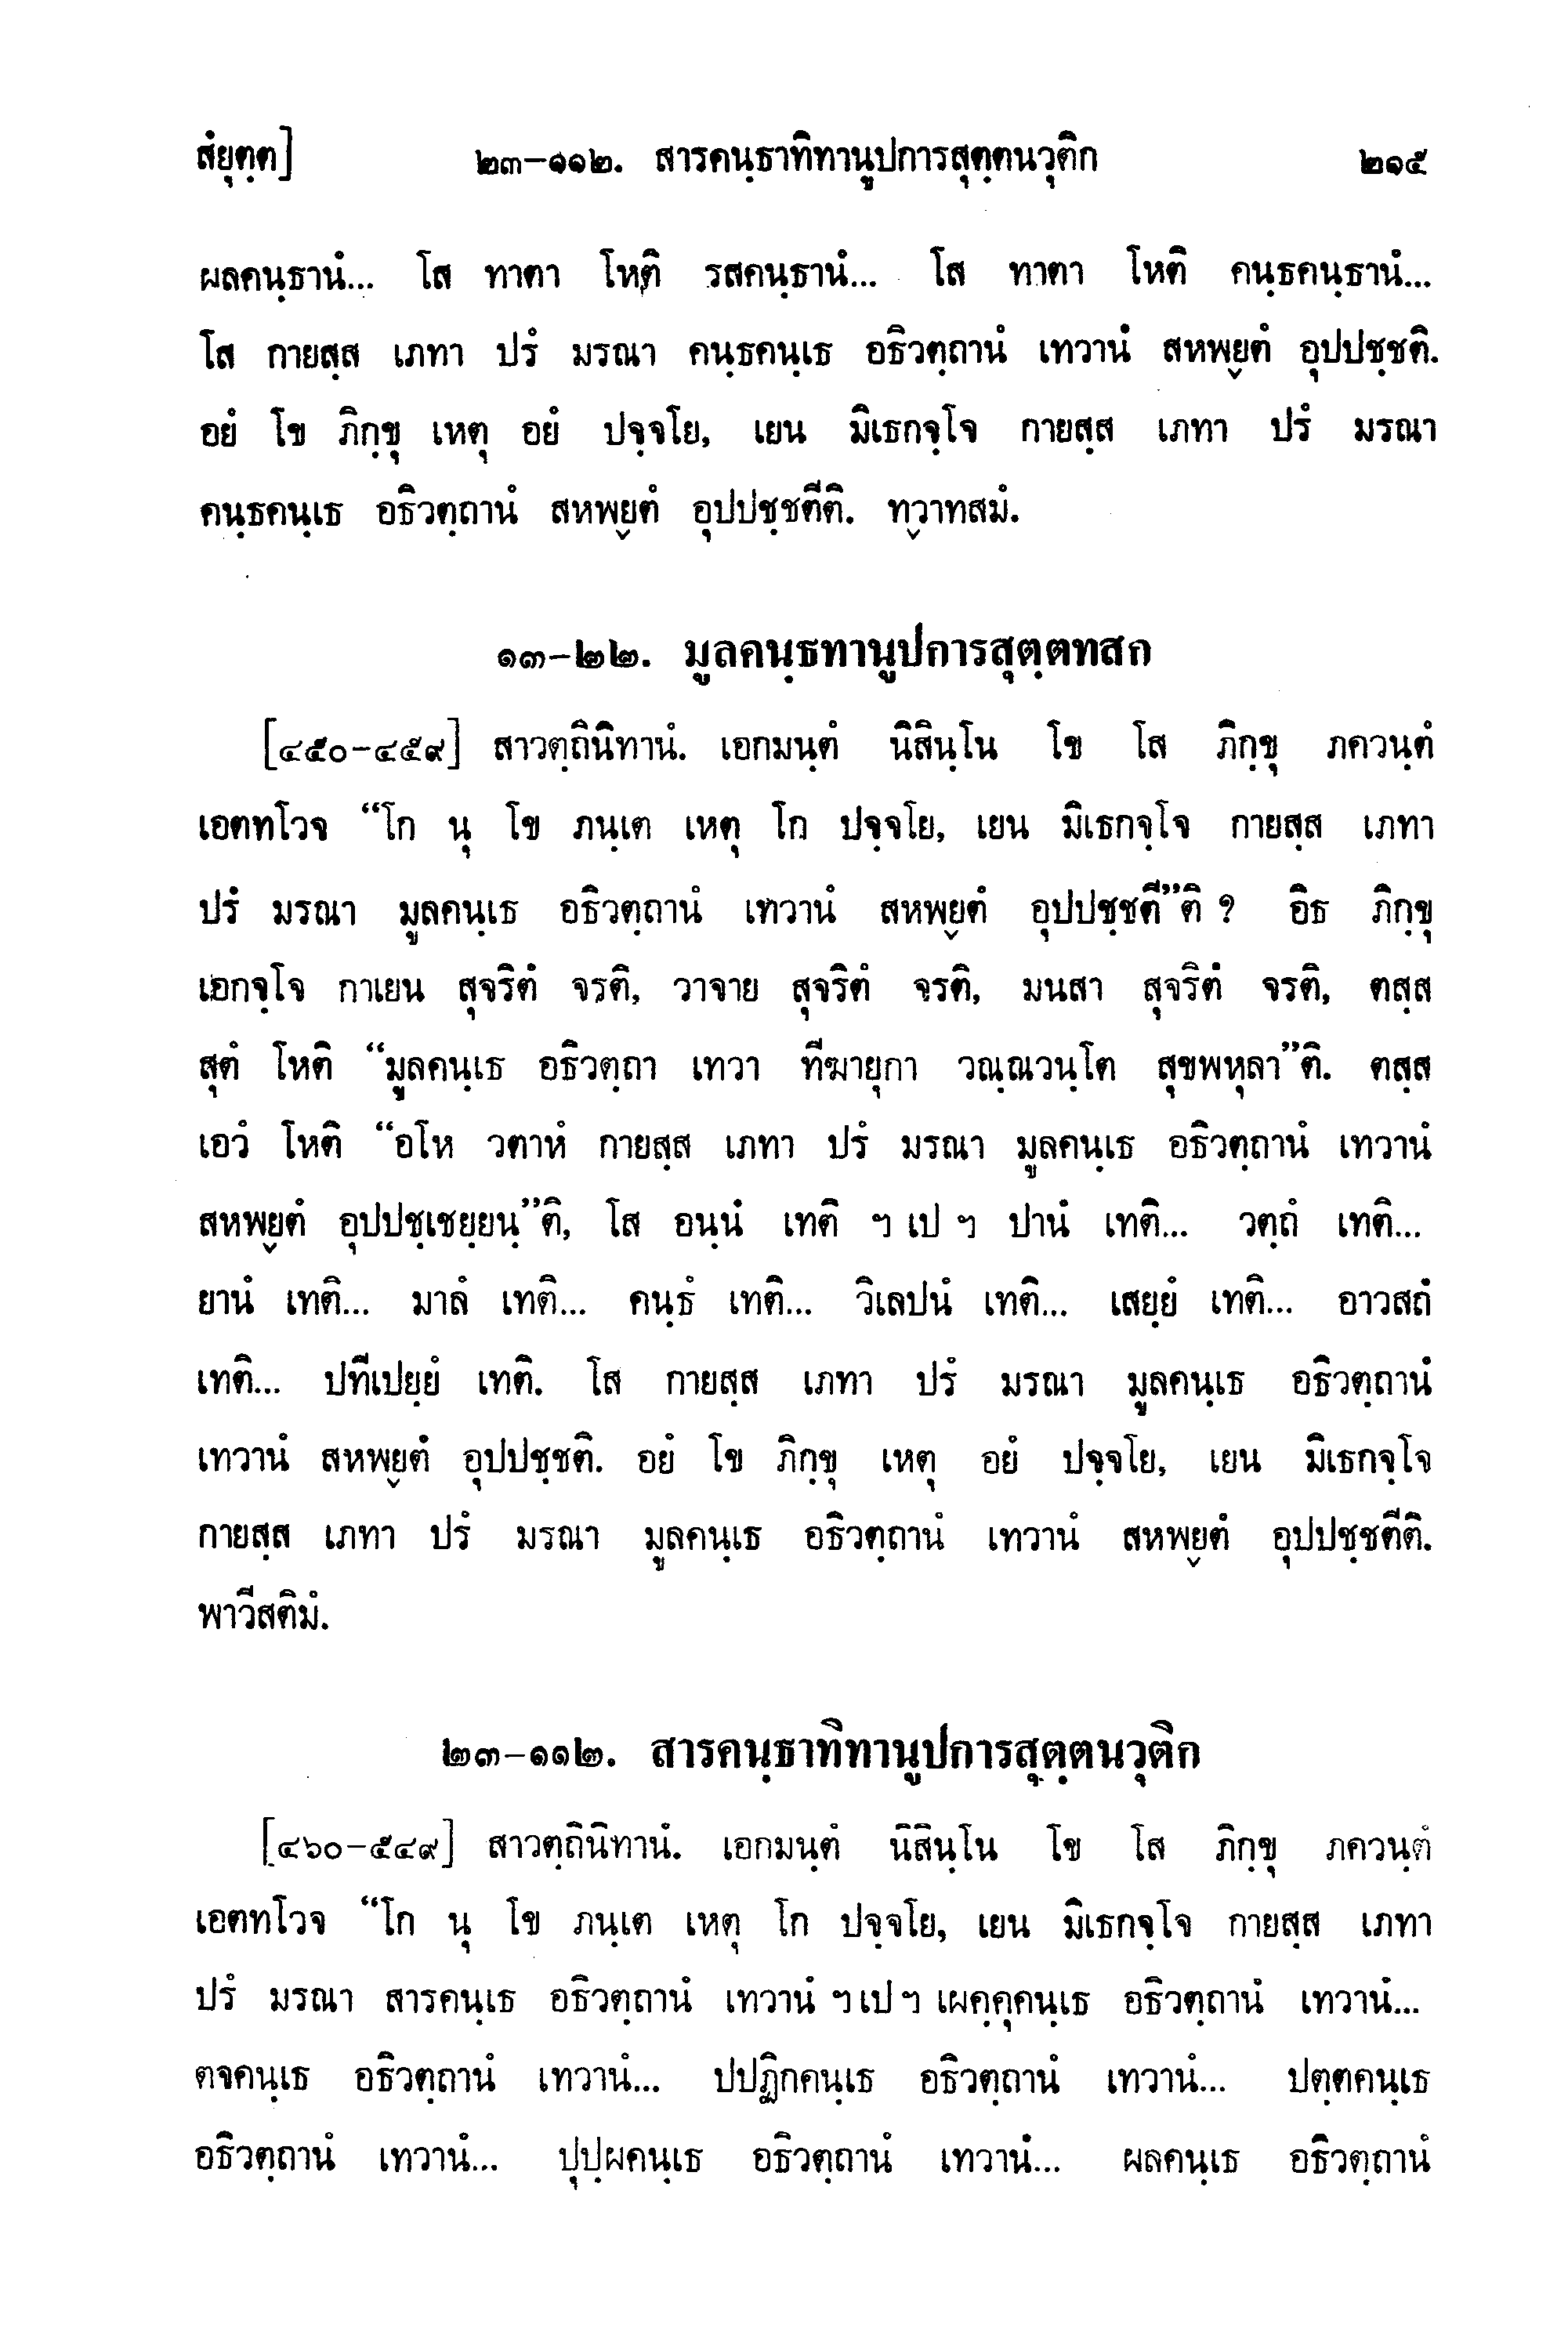 สํยุตฺต] ๒๓-๑๑๒. สารคนฺธาทิทานูปการสุตฺตนวุติก ๒๑๕
ผลคนฺธานํ... โส ทาตา โหติ รสคนฺธานํ... โส ทาตา โหติ คนฺธคนฺธานํ...
โส กายสฺส เภทา ปรํ มรณา คนฺธคนฺเธ อธิวตฺถานํ เทวานํ สหพฺยูตํ อุปปชฺชติ.
อยํ โข ภิกฺขุ เหตุ อยํ ปจฺจโย, เยน มิเธกจฺโจ กายสฺส เภทา ปรํ มรณา
คนฺธคนฺเธ อธิวตฺถานํ สหพฺยูตํ อุปปชฺชตีติ. ทฺวาทสมํ.
๑๓-๒๒. มูลคนฺธทานูปการสุตฺตทสก
[๔๕๐-๔๕๙] สาวตฺถินิทานํ. เอกมนฺตํ นิสินฺโน โข โส ภิกฺขุ ภควนฺตํ
เอตทโวจ “โก นุ โข ภนฺเต เหตุ โก ปจฺจโย, เยน มิเธกจฺโจ กายสฺส เภทา
ปรํ มรณา มูลคนฺเธ อธิวตฺถานํ เทวานํ สหพฺยูตํ อุปปชฺชตี”ติ ? อิธ ภิกฺขุ
เอกจฺโจ กาเยน สุจริตํ จรติ, วาจาย สุจริตํ จรติ, มนสา สุจริตํ จรติ, ตสฺส
สุตํ โหติ “มูลคนฺเธ อธิวตฺถา เทวา ทีฆายุกา วณฺณวนฺโต สุขพหุลา”ติ. ตสฺส
เอวํ โหติ “อโห วตาหํ กายสฺส เภทา ปรํ มรณา มูลคนฺเธ อธิวตฺถานํ เทวานํ
สหพฺยูตํ อุปปชฺเชยฺยนฺ”ติ, โส อนฺนํ เทติ ฯ เป ฯ ปานํ เทติ... วตฺถํ เทติ...
ยานํ เทติ... มาลํ เทติ... คนฺธํ เทติ... วิเลปนํ เทติ... เสยฺยํ เทติ... อาวสถํ
เทติ... ปทีเปยฺยํ เทติ. โส กายสฺส เภทา ปรํ มรณา มูลคนฺเธ อธิวตฺถานํ
เทวานํ สหพฺยูตํ อุปปชฺชติ. อยํ โข ภิกฺขุ เหตุ อยํ ปจฺจโย, เยน มิเธกจฺโจ
กายสฺส เภทา ปรํ มรณา มูลคนฺเธ อธิวตฺถานํ เทวานํ สหพฺยูตํ อุปปชฺชตีติ.
พาวีสติมํ.
๒๓-๑๑๒. สารคนฺธาทิทานูปการสุตฺตนวุติก
[๔๖๐-๕๔๙] สาวตฺถินิทานํ. เอกมนฺตํ นิสินฺโน โข โส ภิกฺขุ ภควนฺตํ
เอตทโวจ “โก นุ โข ภนฺเต เหตุ โก ปจฺจโย, เยน มิเธกจฺโจ กายสฺส เภทา
ปรํ มรณา สารคนฺเธ อธิวตฺถานํ เทวานํ ฯ เป ฯ เผคฺคุคนฺเธ อธิวตฺถานํ เทวานํ...
ตจคนฺเธ อธิวตฺถานํ เทวานํ... ปปฏิกคนฺเธ อธิวตฺถานํ เทวานํ... ปตฺตคนฺเธ
อธิวตฺถานํ เทวานํ... ปุปฺผคนฺเธ อธิวตฺถานํ เทวานํ... ผลคนฺเธ อธิวตฺถานํ